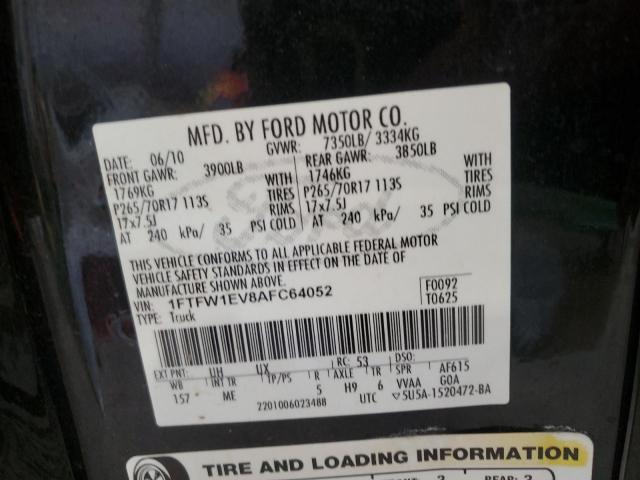 MFD. BY FORD MOTOR CO.
DATE: 06/10 GVWR: 7350LB/ 3334KG
FRONT GAWR: 3900LB REAR GAWR: 3850LB
1769KG WITH 1746KG WITH
P265/70R17 113S TIRES P265/70R17 113S TIRES
17x7.5J RIMS 17x7.5J RIMS
AT 240 kPa/ 35 PSI COLD AT 240 kPa/ 35 PSI COLD
THIS VEHICLE CONFORMS TO ALL APPLICABLE FEDERAL MOTOR
VEHICLE SAFETY STANDARDS IN EFFECT ON THE DATE OF
MANUFACTURE SHOWN ABOVE.
VIN: 1FTFW1EV8AFC64052 F0092
TYPE: Truck T0625
EXT PNT: UH UX RC: 53 DSO:
WB INT TR TP/PS R AXLE TR SPR AF615
157 ME 5 H9 6 VVAA GOA
2201006023488 UTC ▽5U5A-1520472-BA
TIRE AND LOADING INFORMATION